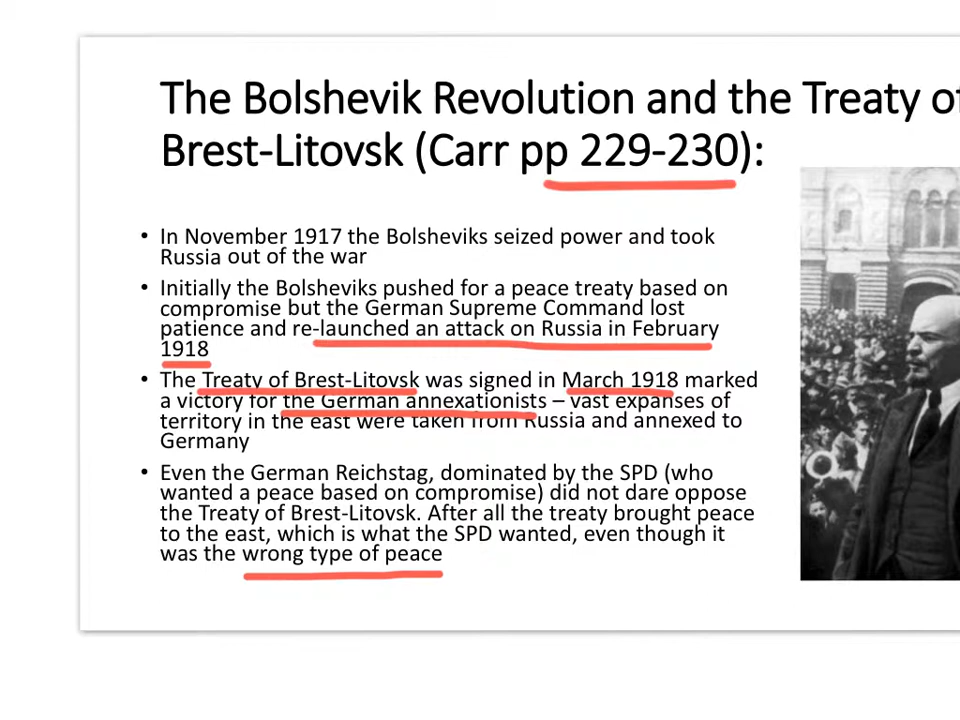 The Bolshevik Revolution and the Treaty of
Brest-Litovsk (Carr pp 229-230):
• In November 1917 the Bolsheviks seized power and took
Russia out of the war
• Initially the Bolsheviks pushed for a peace treaty based on
compromise but the German Supreme Command lost
patience and re-launched an attack on Russia in February
1918
• The Treaty of Brest-Litovsk was signed in March 1918 marked
a victory for the German annexationists – vast expanses of
territory in the east were taken from Russia and annexed to
Germany
• Even the German Reichstag, dominated by the SPD (who
wanted a peace based on compromise) did not dare oppose
the Treaty of Brest-Litovsk. After all the treaty brought peace
to the east, which is what the SPD wanted, even though it
was the wrong type of peace